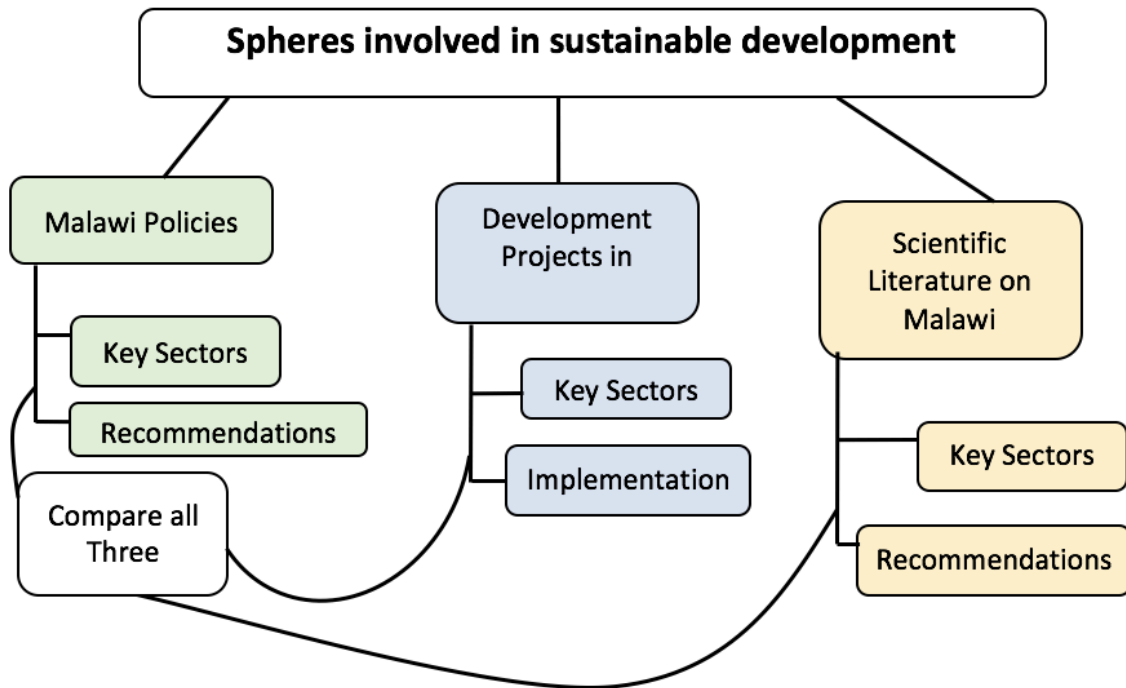 Spheres involved in sustainable development
Malawi Policies
Key Sectors
Recommendations
Compare all
Three
Development
Projects in
Key Sectors
Implementation
Scientific
Literature on
Malawi
Key Sectors
Recommendations